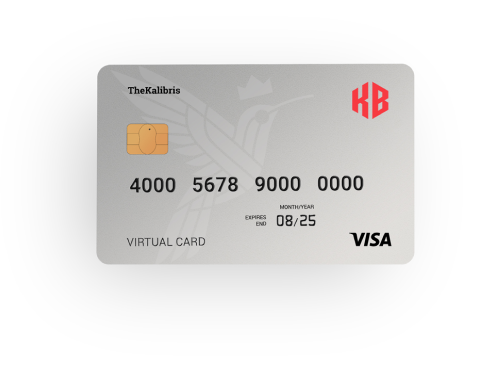 TheKalibris
KB
4000 5678 9000 0000
MONTH/YEAR
EXPIRES
END
08/25
VIRTUAL CARD
VISA